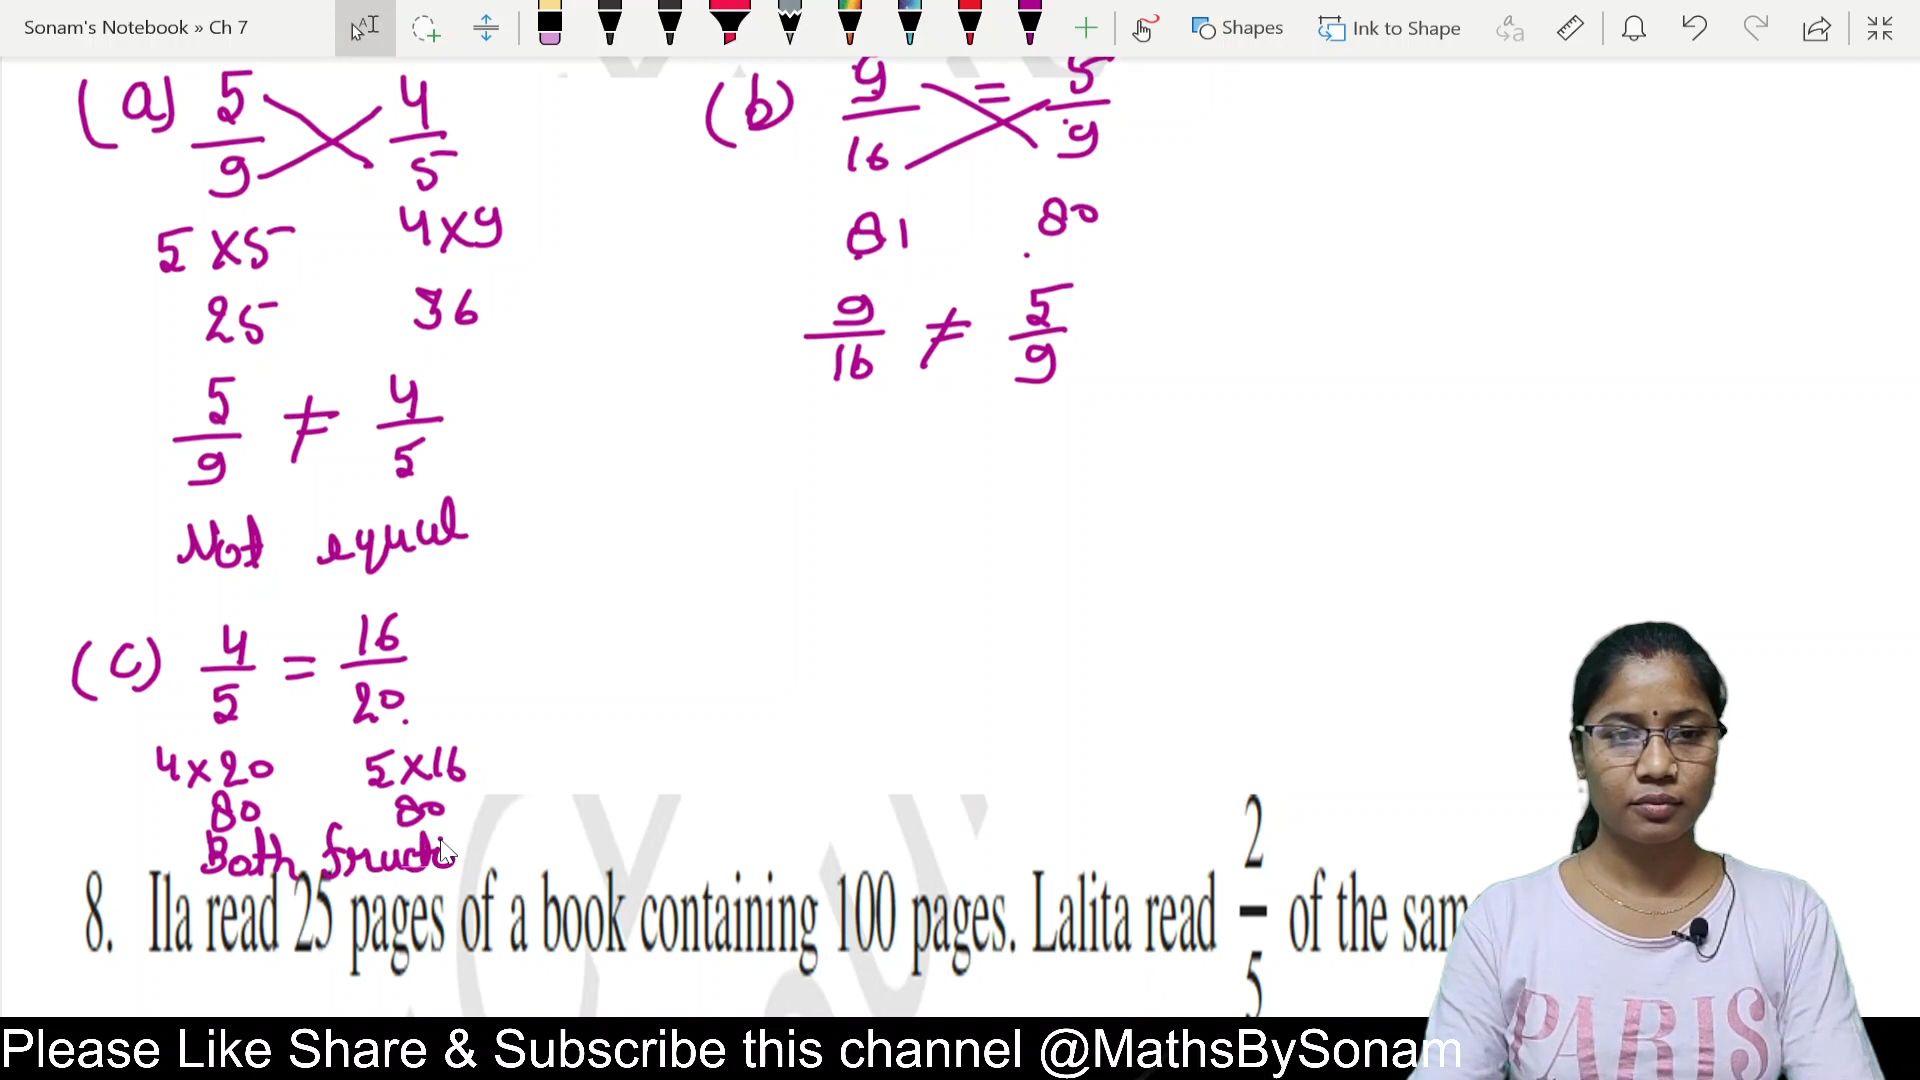 Sonam's Notebook » Ch 7
Shapes
Ink to Shape
(a) 5/9 4/5
5×5 4×9
25 36
5/9 ≠ 4/5
Not equal
(b) 9/16 = 5/9
81 80
9/16 ≠ 5/9
(c) 4/5 = 16/20
4×20 5×16
80 80
Both fructi
8. Ila read 25 pages of a book containing 100 pages. Lalita read 2/5 of the sam
PARIS
Please Like Share & Subscribe this channel @MathsBySonam